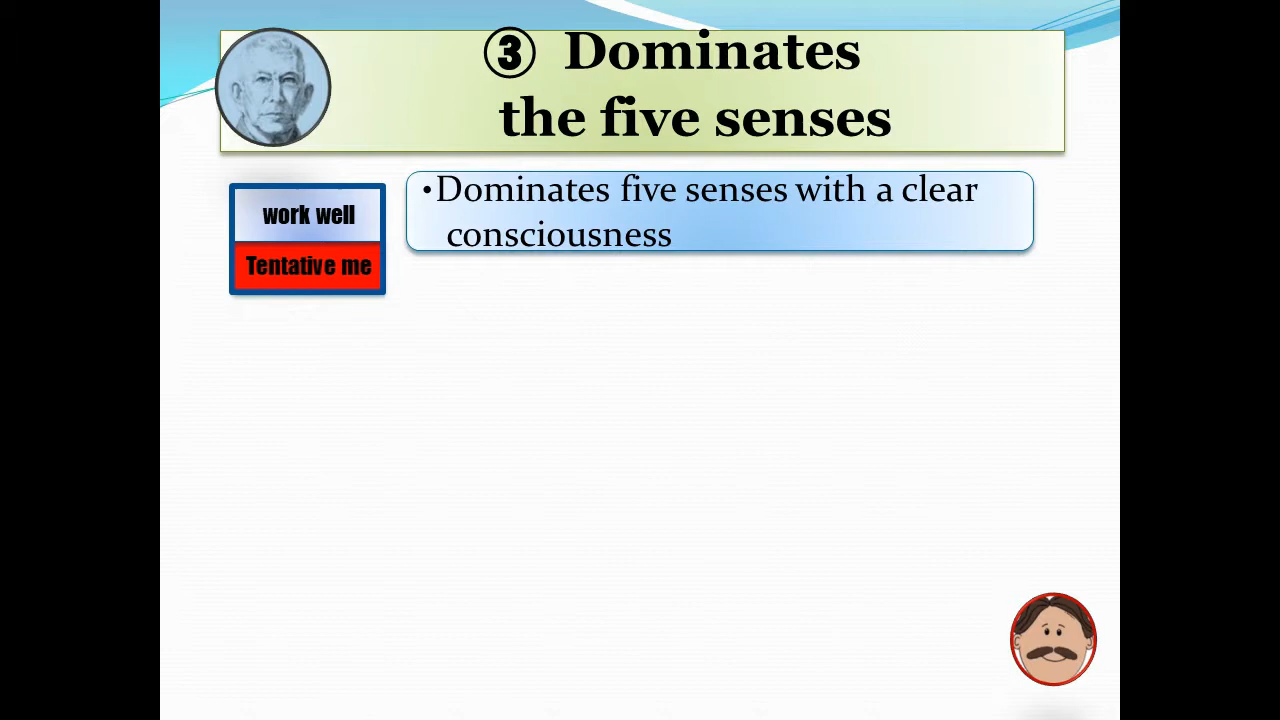 ③ Dominates
the five senses
work well
Tentative me
•Dominates five senses with a clear
consciousness